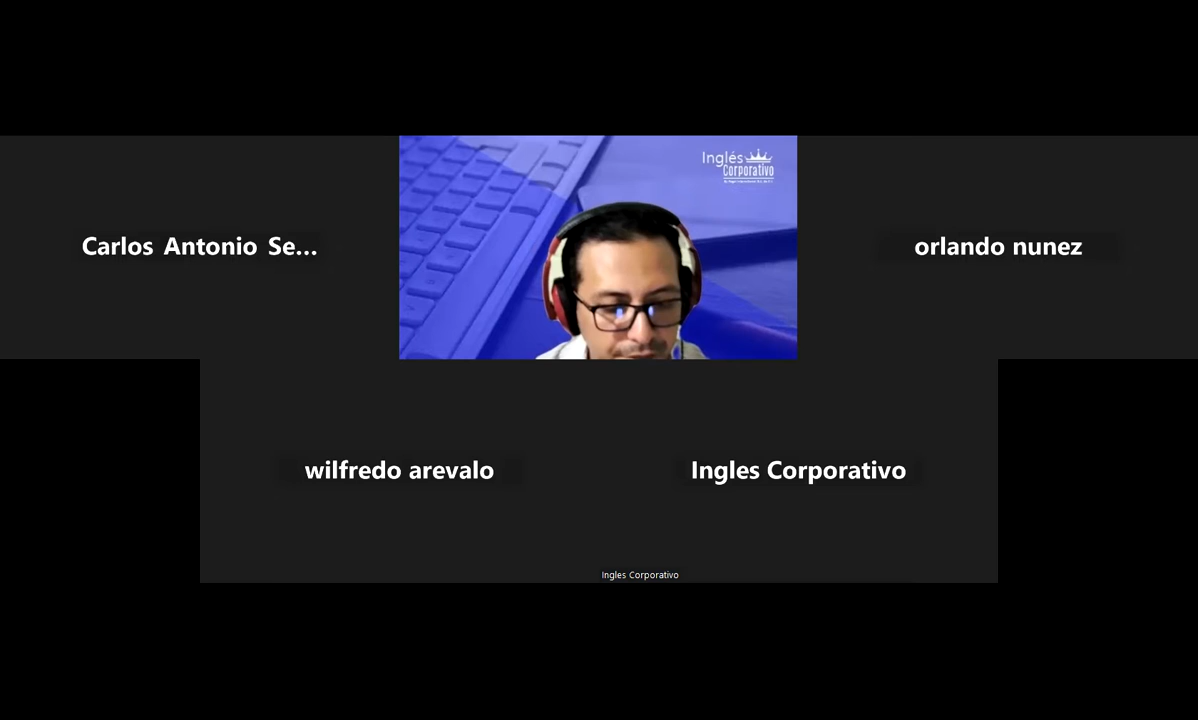 Inglés
Corporativo
Carlos Antonio Se...
orlando nunez
wilfredo arevalo
Ingles Corporativo
Ingles Corporativo